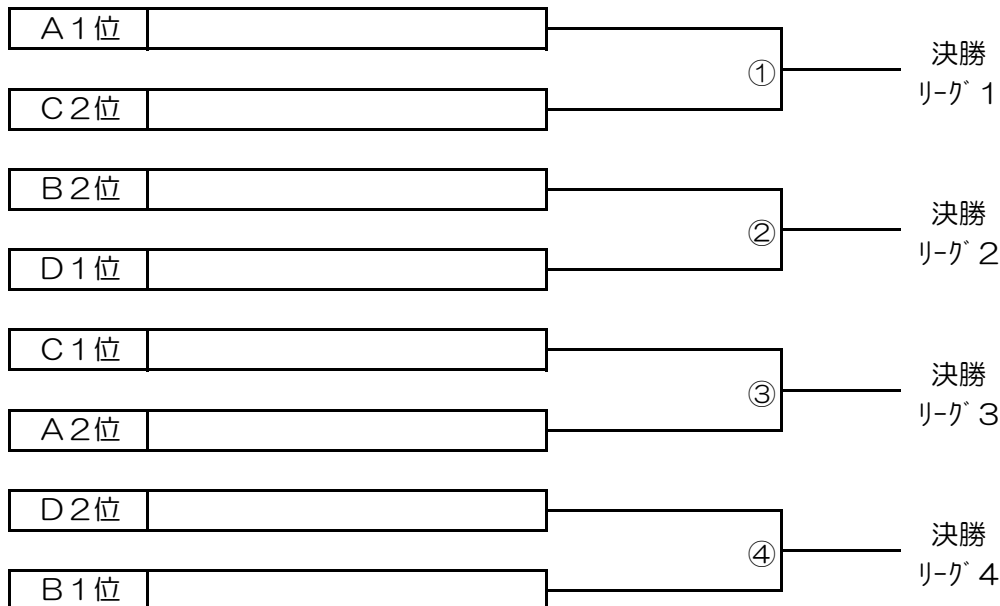 A1位
決勝
①
ﾘｰｸﾞ 1
C2位
B2位
決勝
②
ﾘｰｸﾞ 2
D1位
C1位
決勝
③
ﾘｰｸﾞ 3
A2位
D2位
決勝
④
ﾘｰｸﾞ 4
B1位